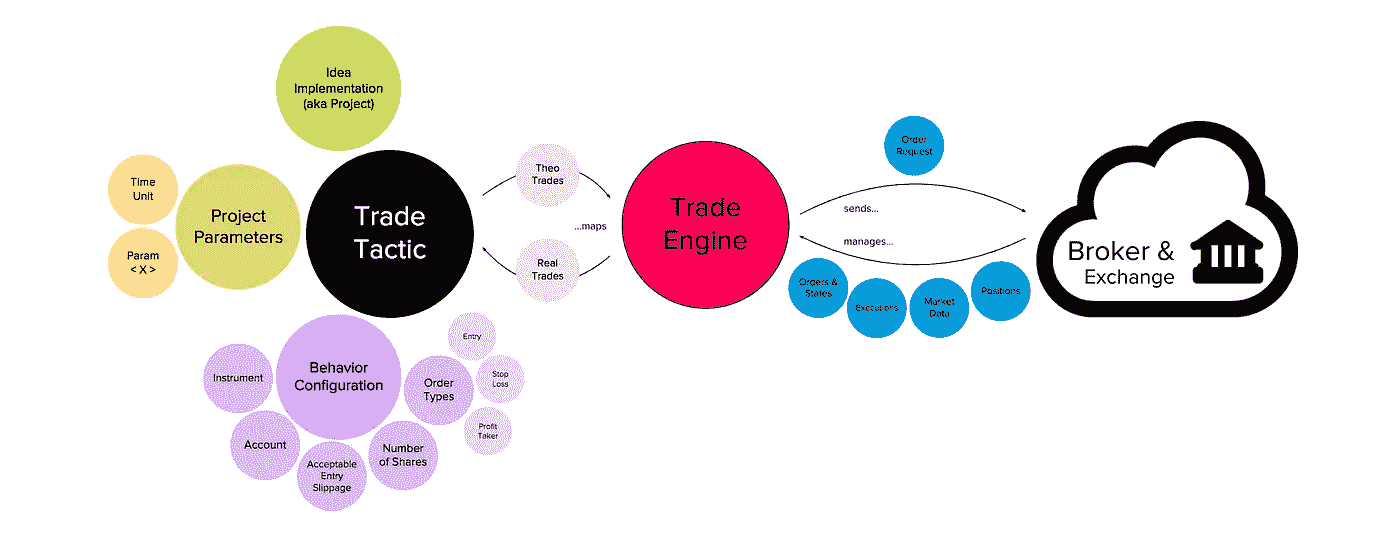 Idea
Implementation
(aka Project)
Time
Unit
Param
< X >
Project
Parameters
Trade
Tactic
Behavior
Configuration
Instrument
Account
Acceptable
Entry
Slippage
Number
of Shares
Order
Types
Entry
Stop
Loss
Profit
Taker
Theo
Trades
...maps
Real
Trades
Trade
Engine
Order
Request
sends...
manages...
Orders &
States
Executions
Market
Data
Positions
Broker &
Exchange